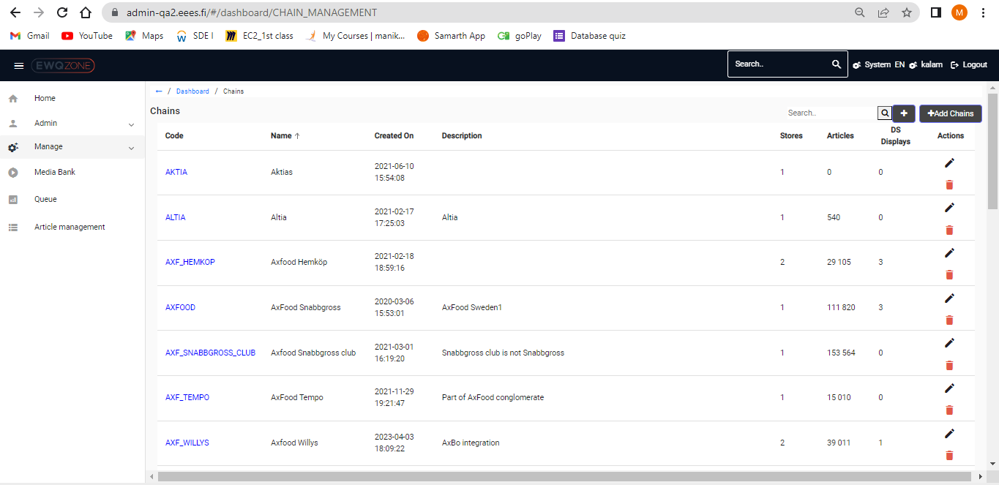 admin-qa2.eees.fi/#/dashboard/CHAIN_MANAGEMENT M
Gmail YouTube Maps SDE I EC2_1st class My Courses | manik... Samarth App goPlay Database quiz
EWQZONE Search.. System EN kalam Logout
← / Dashboard / Chains
Home
Admin
Manage
Media Bank
Queue
Article management
Chains Search.. +Add Chains
Code Name ↑ Created On Description Stores Articles DS Displays Actions
AKTIA Aktias 2021-06-10 15:54:08 1 0 0
ALTIA Altia 2021-02-17 17:25:03 Altia 1 540 0
AXF_HEMKOP Axfood Hemköp 2021-02-18 18:59:16 2 29 105 3
AXFOOD AxFood Snabbgross 2020-03-06 15:53:01 AxFood Sweden1 1 111 820 3
AXF_SNABBGROSS_CLUB Axfood Snabbgross club 2021-03-01 16:19:20 Snabbgross club is not Snabbgross 1 153 564 0
AXF_TEMPO AxFood Tempo 2021-11-29 19:21:47 Part of AxFood conglomerate 1 15 010 0
AXF_WILLYS Axfood Willys 2023-04-03 18:09:22 AxBo integration 2 39 011 1